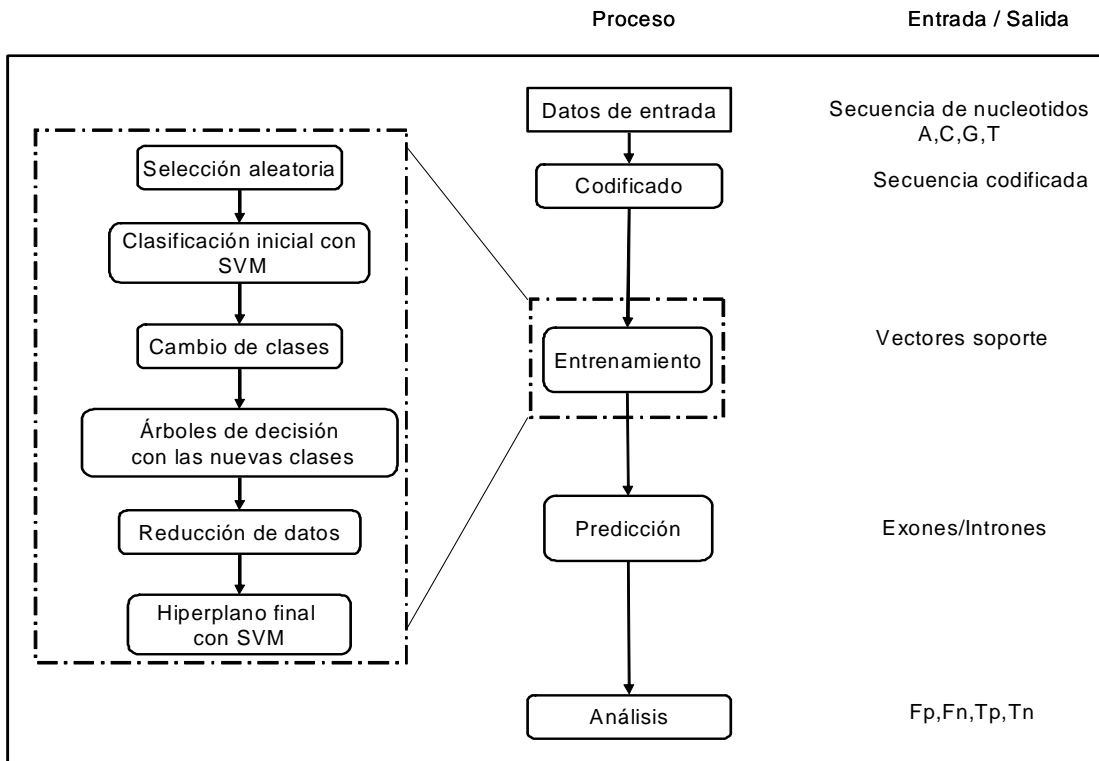 Proceso
Entrada / Salida
Datos de entrada
Secuencia de nucleotidos
A,C,G,T
Codificado
Secuencia codificada
Entrenamiento
Vectores soporte
Predicción
Exones/Intrones
Análisis
Fp,Fn,Tp,Tn
Selección aleatoria
Clasificación inicial con
SVM
Cambio de clases
Árboles de decisión
con las nuevas clases
Reducción de datos
Hiperplano final
con SVM